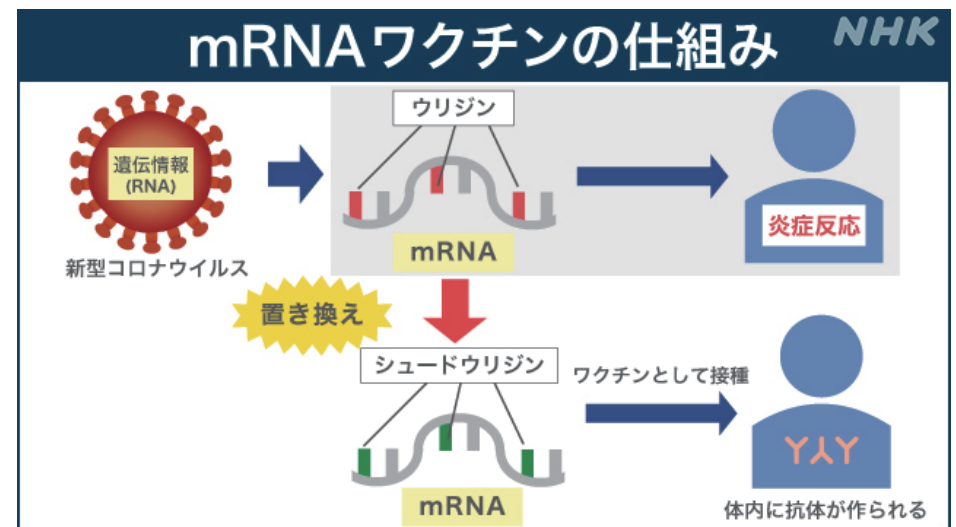 mRNAワクチンの仕組み
NHK
ウリジン
遺伝情報
(RNA)
炎症反応
mRNA
新型コロナウイルス
置き換え
シュードウリジン
ワクチンとして接種
mRNA
体内に抗体が作られる